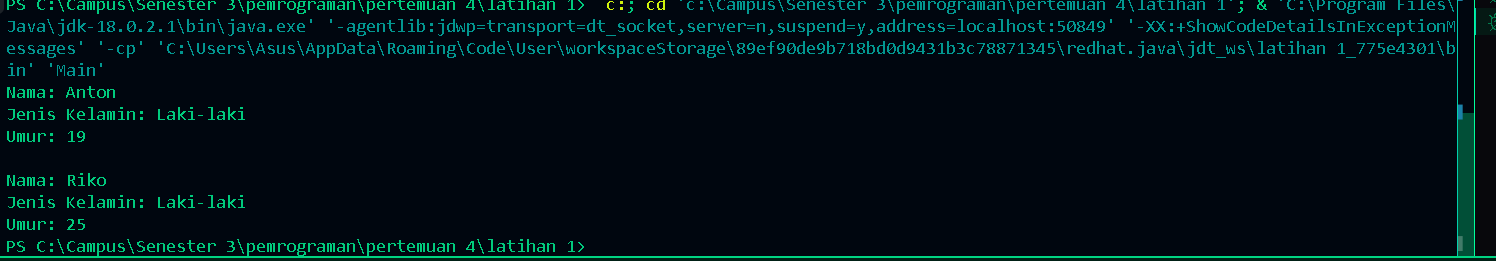 PS C:\Campus\Senester 3\pemrograman\pertemuan 4\latihan 1>  c:; cd 'c:\Campus\Senester 3\pemrograman\pertemuan 4\latihan 1'; & 'C:\Program Files\
Java\jdk-18.0.2.1\bin\java.exe' '-agentlib:jdwp=transport=dt_socket,server=n,suspend=y,address=localhost:50849' '-XX:+ShowCodeDetailsInExceptionM
essages' '-cp' 'C:\Users\Asus\AppData\Roaming\Code\User\workspaceStorage\89ef90de9b718bd0d9431b3c78871345\redhat.java\jdt_ws\latihan 1_775e4301\b
in' 'Main'
Nama: Anton
Jenis Kelamin: Laki-laki
Umur: 19

Nama: Riko
Jenis Kelamin: Laki-laki
Umur: 25
PS C:\Campus\Senester 3\pemrograman\pertemuan 4\latihan 1>